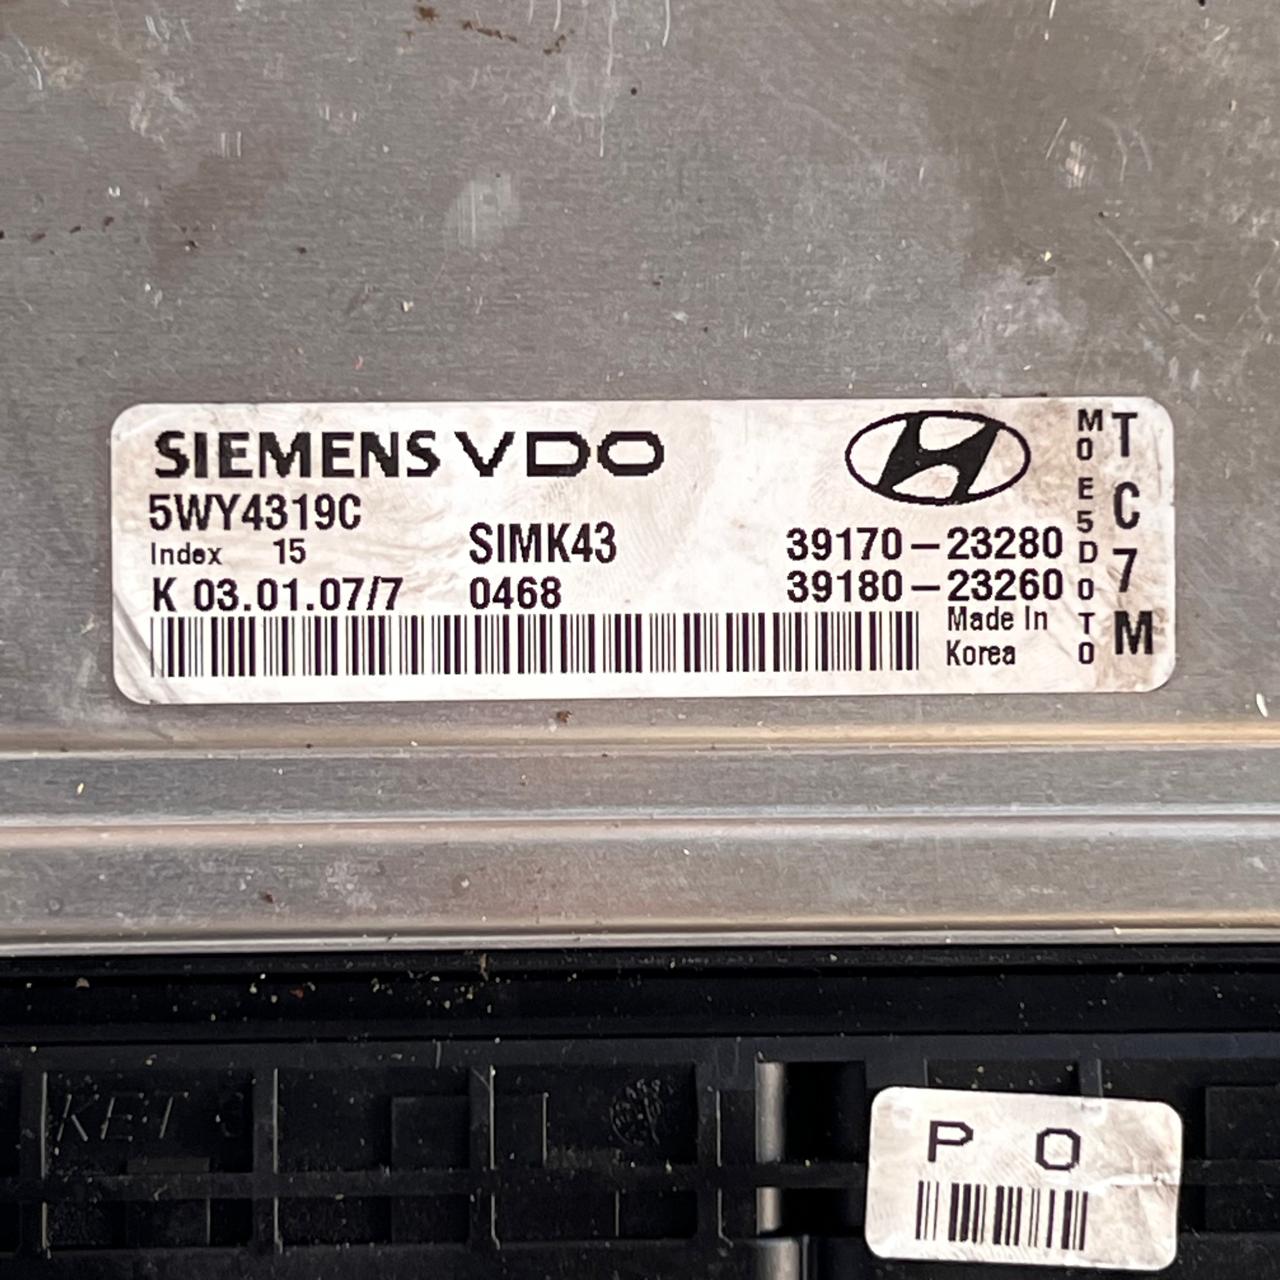 SIEMENS VDO
5WY4319C
Index 15
SIMK43
39170-23280
K 03.01.07/7
0468
39180-23260
Made In
Korea
M0E5D0T0
TC7M
KET
P O